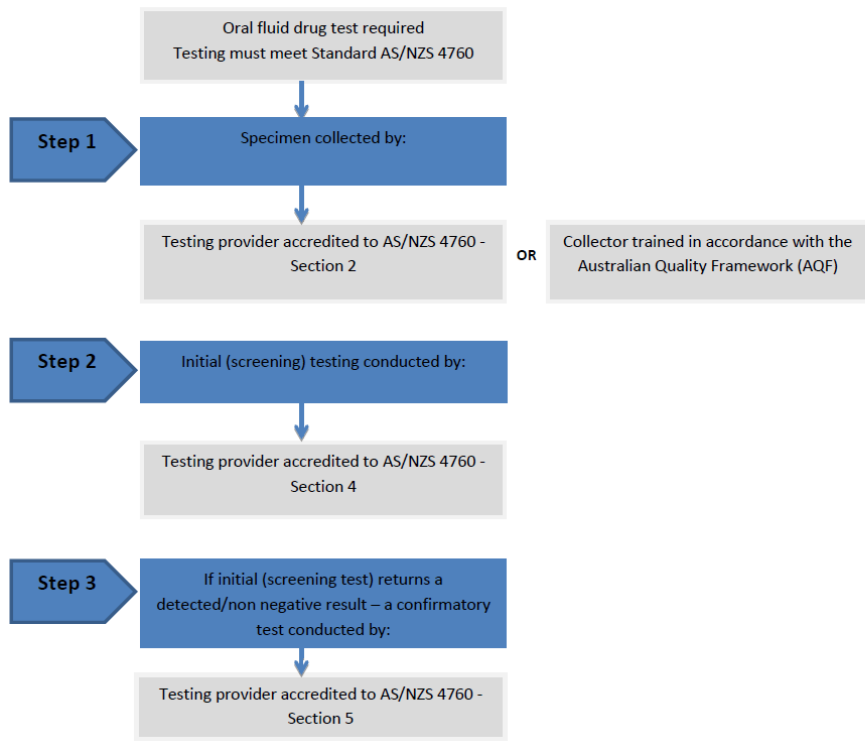 Oral fluid drug test required
Testing must meet Standard AS/NZS 4760
Step 1
Specimen collected by:
Testing provider accredited to AS/NZS 4760 -
Section 2
OR
Collector trained in accordance with the
Australian Quality Framework (AQF)
Step 2
Initial (screening) testing conducted by:
Testing provider accredited to AS/NZS 4760 -
Section 4
Step 3
If initial (screening test) returns a
detected/non negative result – a confirmatory
test conducted by:
Testing provider accredited to AS/NZS 4760 -
Section 5